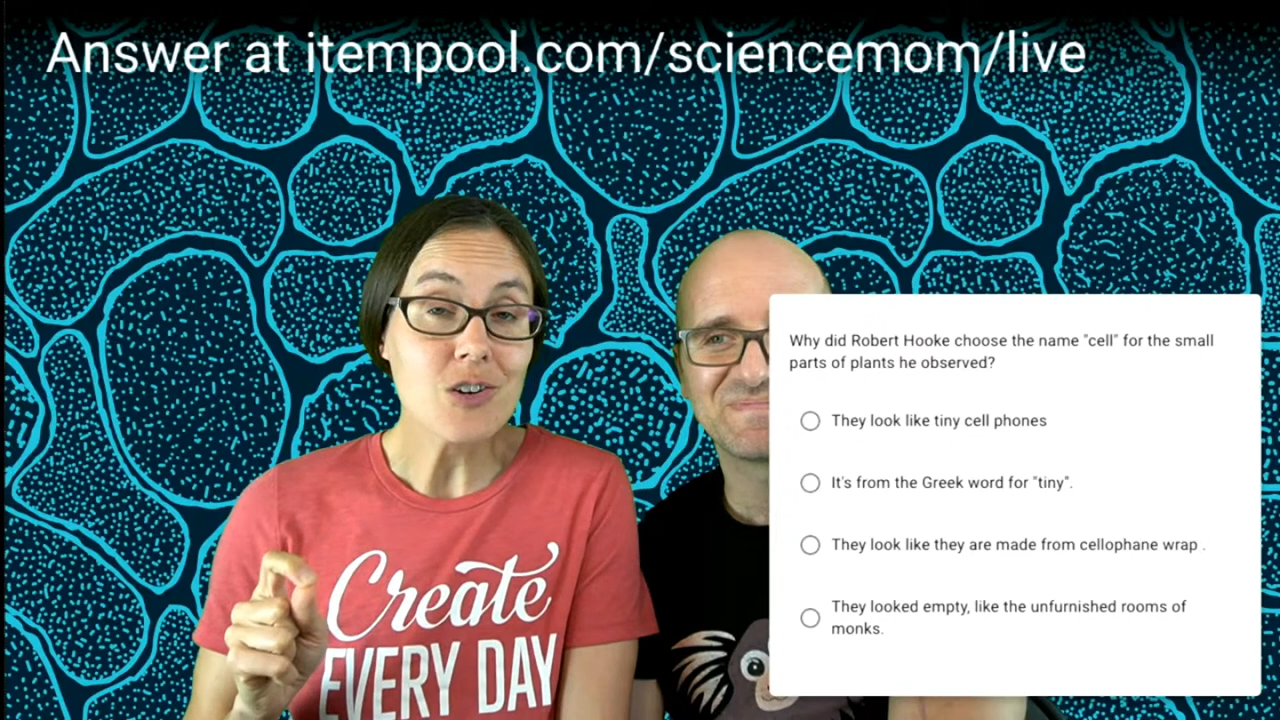 Answer at itempool.com/sciencemom/live
Why did Robert Hooke choose the name "cell" for the small
parts of plants he observed?
They look like tiny cell phones
It's from the Greek word for "tiny".
They look like they are made from cellophane wrap .
They looked empty, like the unfurnished rooms of
monks.
Create
EVERY DAY